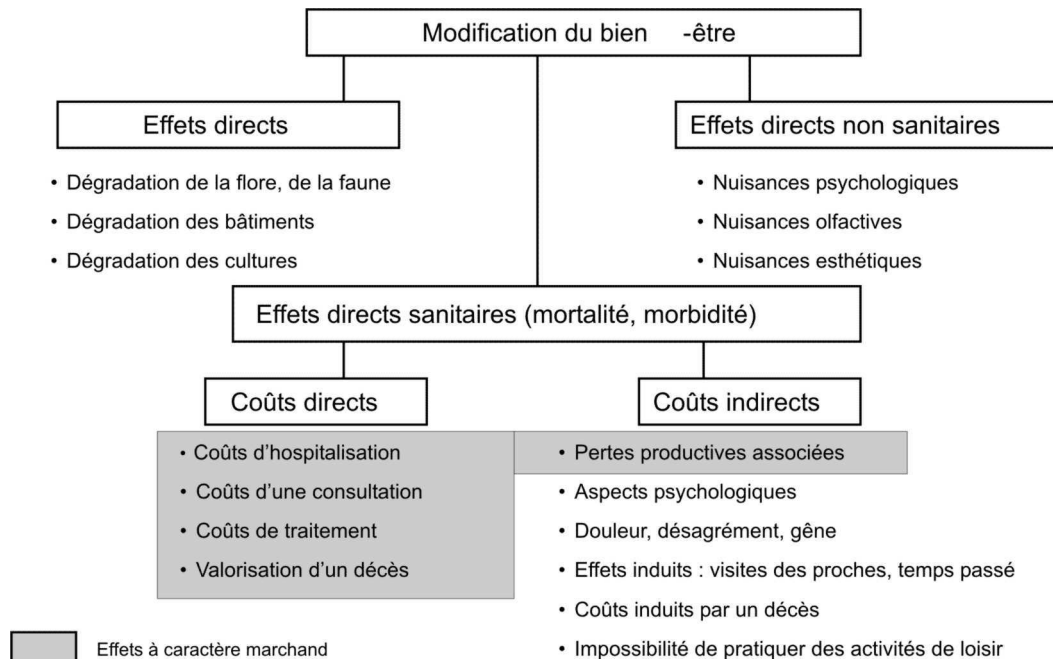 Modification du bien -être
Effets directs
Effets directs non sanitaires
• Dégradation de la flore, de la faune
• Dégradation des bâtiments
• Dégradation des cultures
• Nuisances psychologiques
• Nuisances olfactives
• Nuisances esthétiques
Effets directs sanitaires (mortalité, morbidité)
Coûts directs
Coûts indirects
• Coûts d’hospitalisation
• Coûts d’une consultation
• Coûts de traitement
• Valorisation d’un décès
• Pertes productives associées
• Aspects psychologiques
• Douleur, désagrément, gêne
• Effets induits : visites des proches, temps passé
• Coûts induits par un décès
• Impossibilité de pratiquer des activités de loisir
Effets à caractère marchand